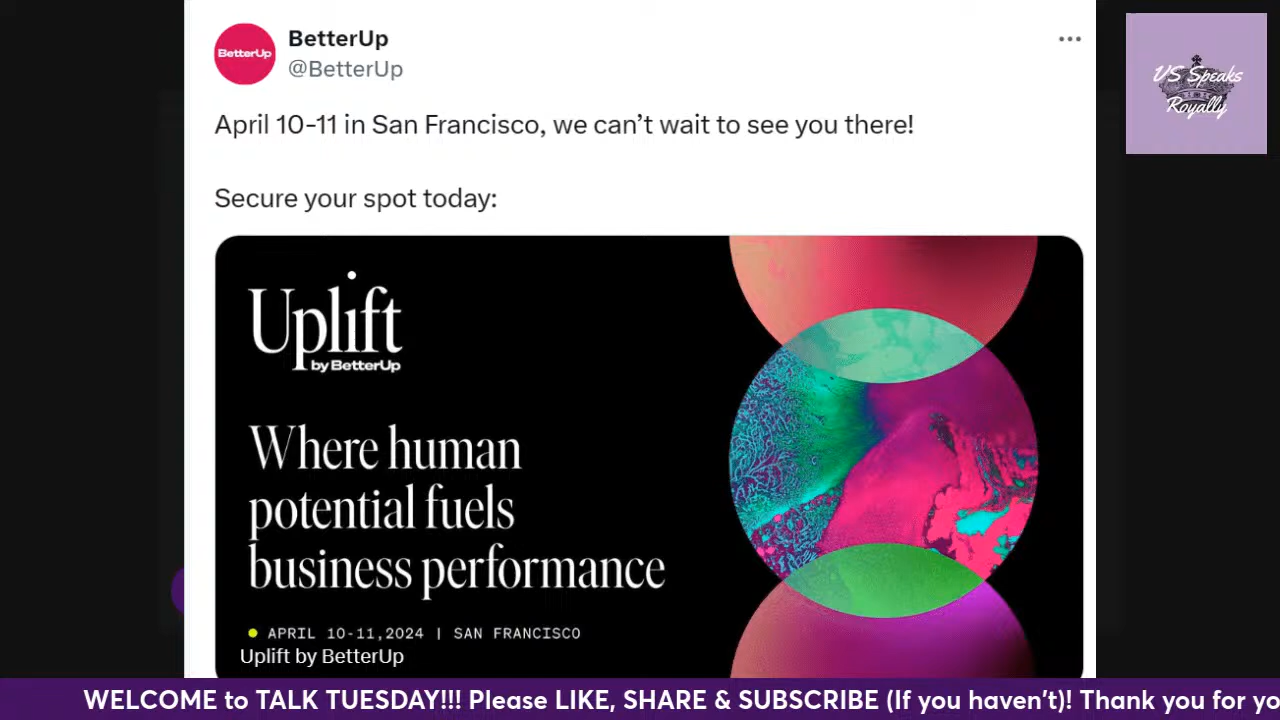 BetterUp
BetterUp
@BetterUp
VS Speaks
Royally
April 10-11 in San Francisco, we can't wait to see you there!
Secure your spot today:
Uplift
by BetterUp
Where human
potential fuels
business performance
APRIL 10-11,2024 | SAN FRANCISCO
Uplift by BetterUp
WELCOME to TALK TUESDAY!!! Please LIKE, SHARE & SUBSCRIBE (If you haven't)! Thank you for yo